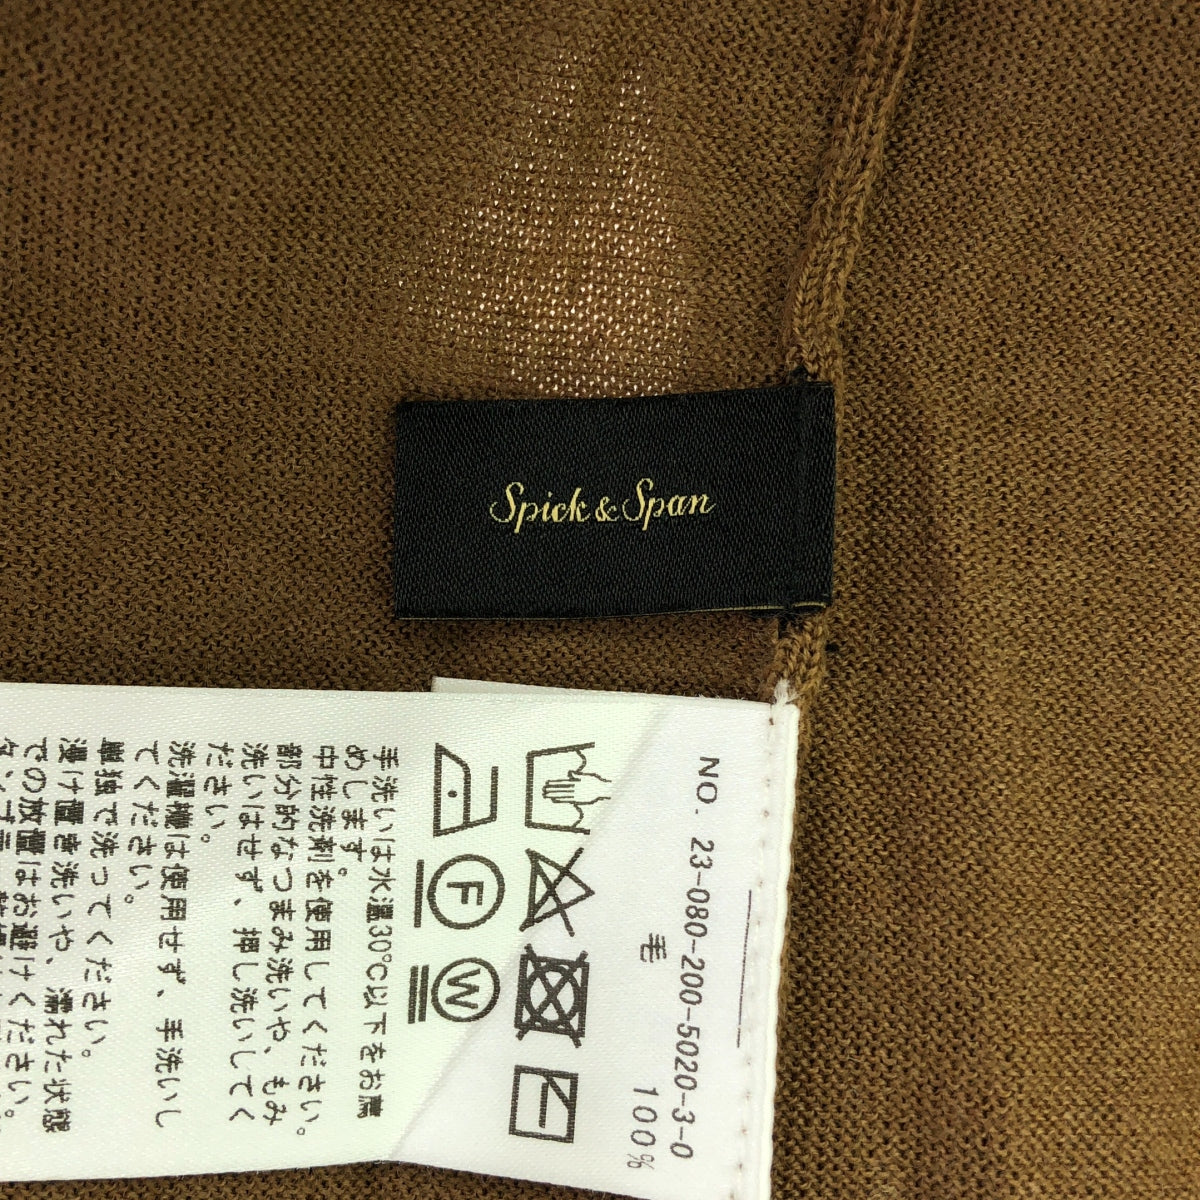 Spick & Span
NO. 23-080-200-5020-3-0
毛 100%
F
W
手洗いは水温30℃以下をお薦
めします。
中性洗剤を使用してください。
部分的なつまみ洗いや、もみ
洗いはせず、押し洗いしてく
ださい。
洗濯機は使用せず、手洗いし
てください。
単独で洗ってください。
浸け置き洗いや、濡れた状態
での放置はお避けください。